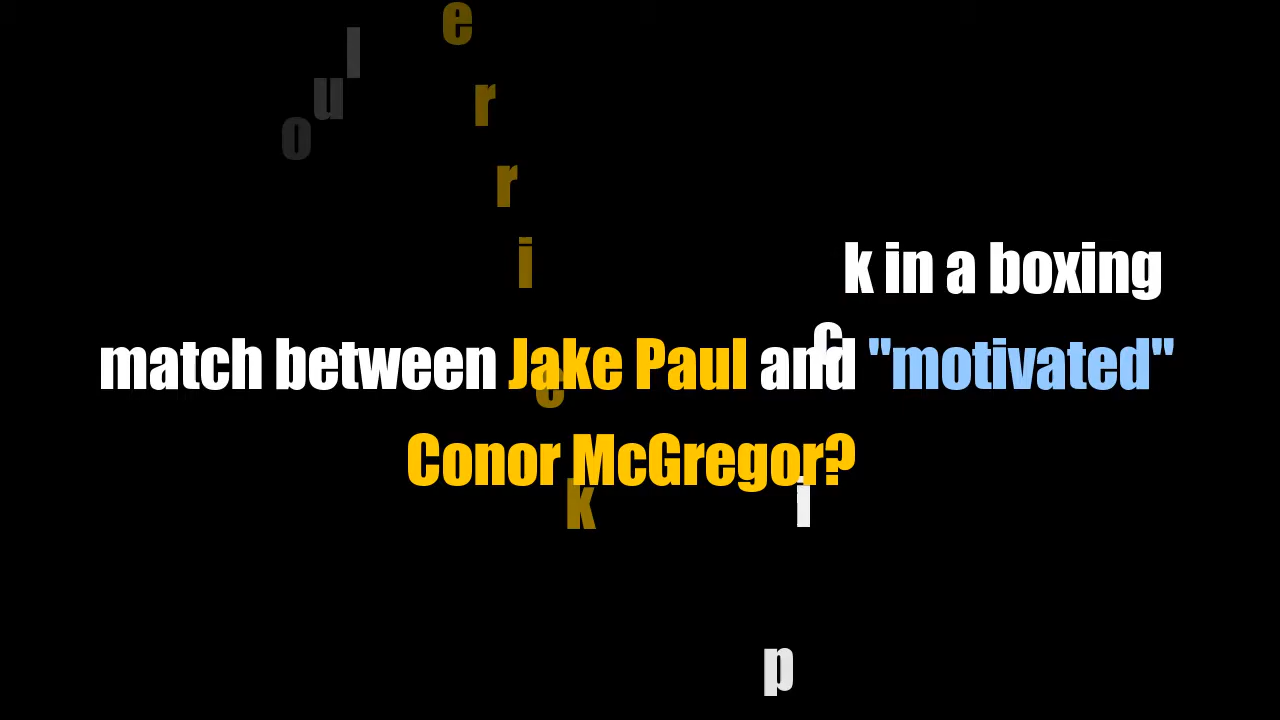 k in a boxing
match between Jake Paul and "motivated"
Conor McGregor?